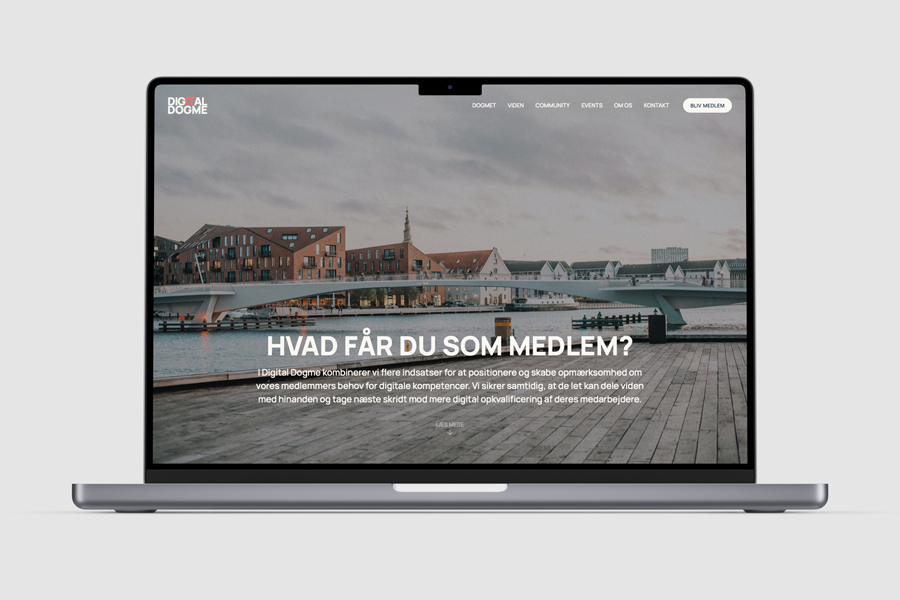 DIGITAL
DOGME
DOGMET VIDEN COMMUNITY EVENTS OM OS KONTAKT BLIV MEDLEM
HVAD FÅR DU SOM MEDLEM?
I Digital Dogme kombinerer vi flere indsatser for at positionere og skabe opmærksomhed om
vores medlemmers behov for digitale kompetencer. Vi sikrer samtidig, at de let kan dele viden
med hinanden og tage næste skridt mod mere digital opkvalificering af deres medarbejdere.
LÆS MERE